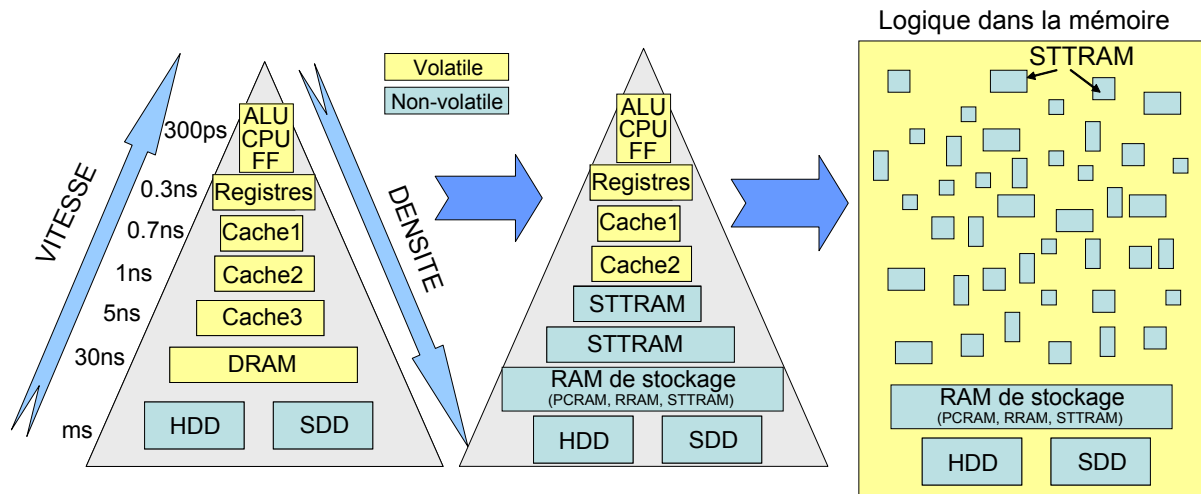 Logique dans la mémoire
Volatile
Non-volatile
VITESSE
300ps
0.3ns
0.7ns
1ns
5ns
30ns
ms
ALU
CPU
FF
Registres
Cache1
Cache2
Cache3
DRAM
HDD
SDD
DENSITE
ALU
CPU
FF
Registres
Cache1
Cache2
STTRAM
STTRAM
RAM de stockage
(PCRAM, RRAM, STTRAM)
HDD
SDD
STTRAM
RAM de stockage
(PCRAM, RRAM, STTRAM)
HDD
SDD